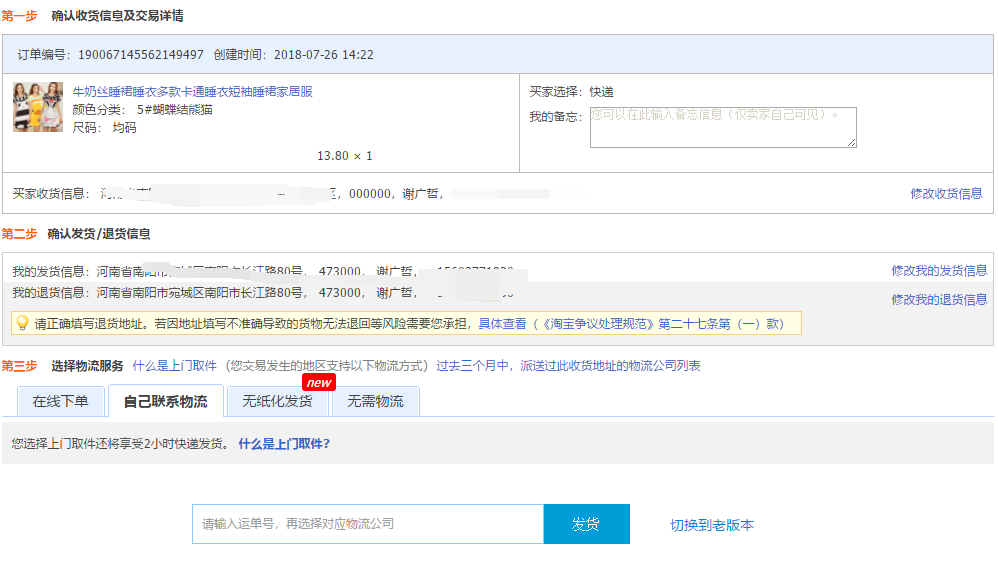 第一步 确认收货信息及交易详情
订单编号：190067145562149497 创建时间：2018-07-26 14:22
牛奶丝睡裙睡衣多款卡通睡衣短袖睡裙家居服
颜色分类： 5#蝴蝶结熊猫
尺码： 均码
13.80 × 1
买家选择：快递
我的备忘：
您可以在此输入备忘信息（仅卖家自己可见）。
买家收货信息： ，000000，谢广哲，
修改收货信息
第二步 确认发货/退货信息
我的发货信息：河南省南阳市 南阳市长江路80号， 473000， 谢广哲，
修改我的发货信息
我的退货信息：河南省南阳市宛城区南阳市长江路80号， 473000， 谢广哲，
修改我的退货信息
请正确填写退货地址。若因地址填写不准确导致的货物无法退回等风险需要您承担，具体查看（《淘宝争议处理规范》第二十七条第（一）款）
第三步 选择物流服务 什么是上门取件 （您交易发生的地区支持以下物流方式） 过去三个月中，派送过此收货地址的物流公司列表
new
在线下单 自己联系物流 无纸化发货 无需物流
您选择上门取件还将享受2小时快递发货。 什么是上门取件?
请输入运单号，再选择对应物流公司 发货 切换到老版本